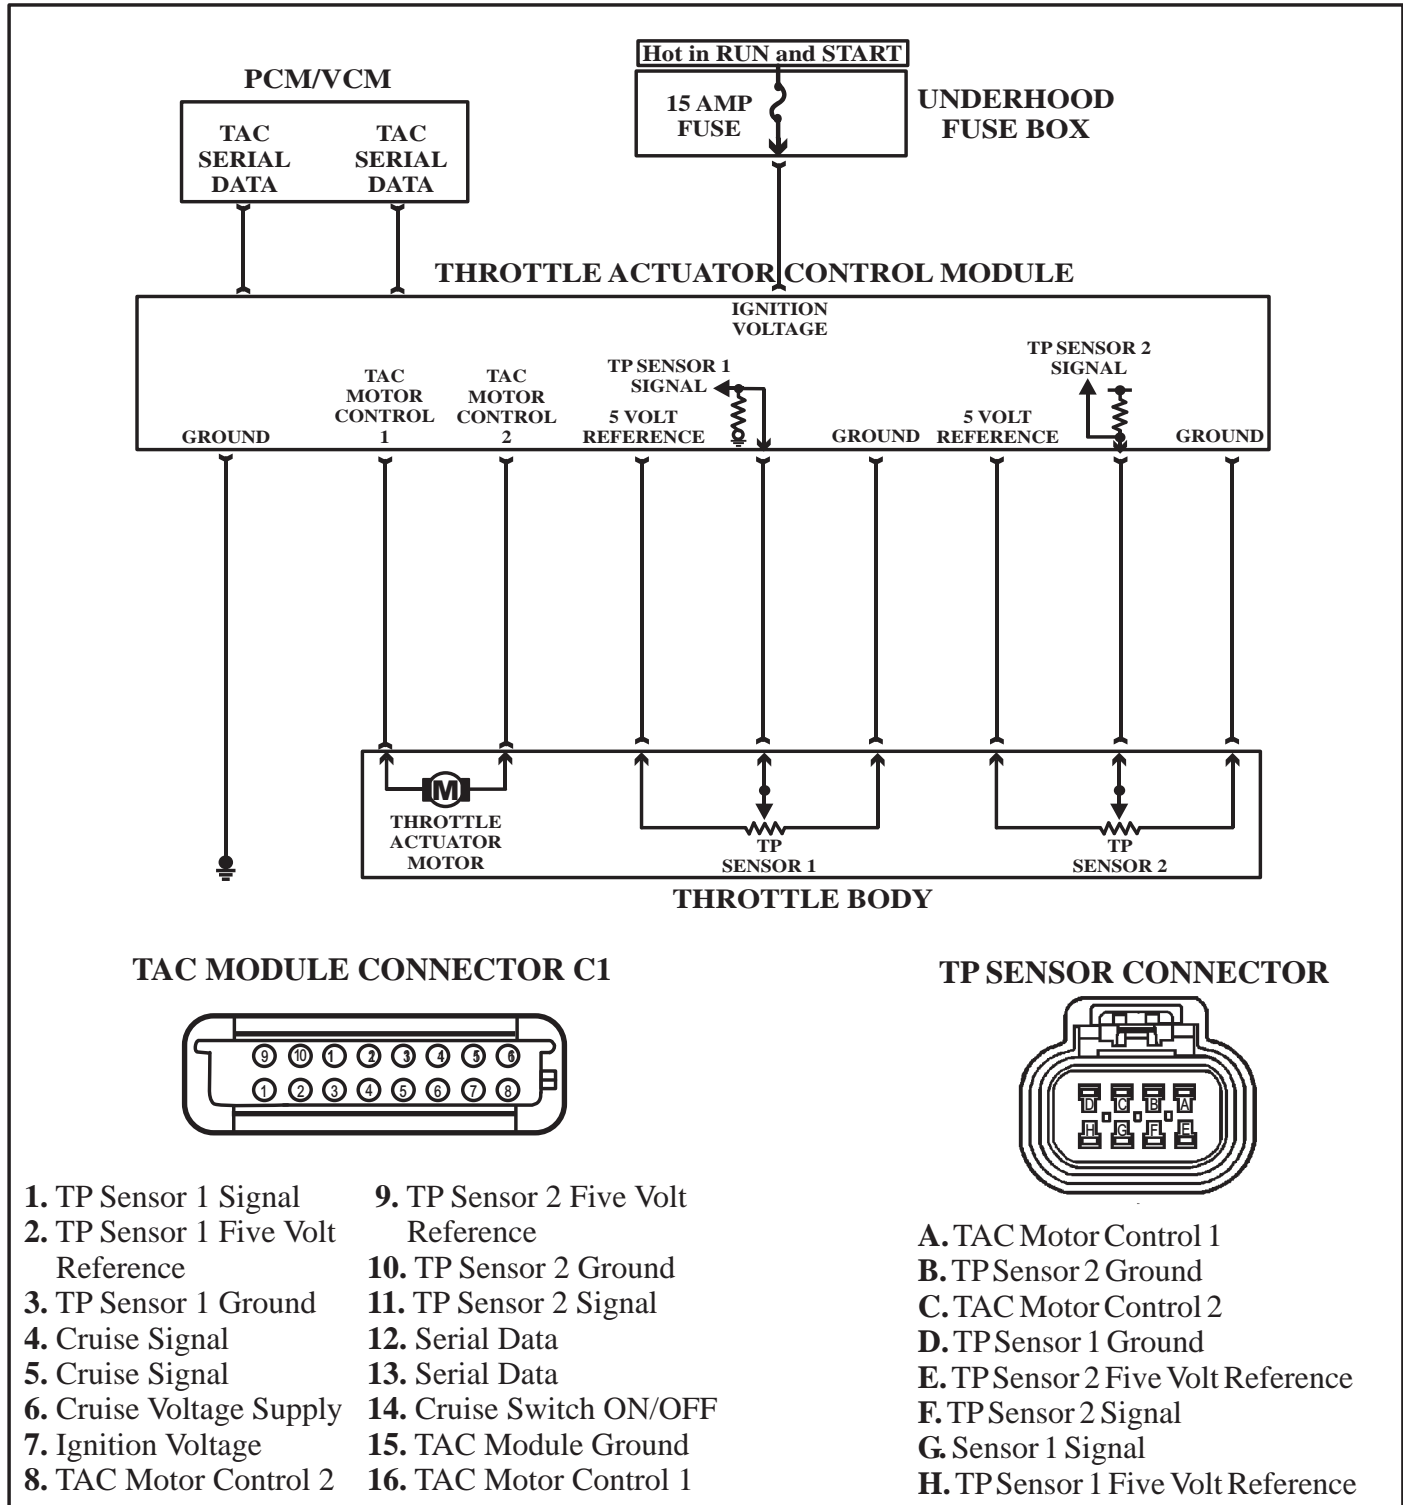 Hot in RUN and START
PCM/VCM
15 AMP
FUSE
UNDERHOOD
FUSE BOX
TAC
SERIAL
DATA
TAC
SERIAL
DATA
THROTTLE ACTUATOR CONTROL MODULE
IGNITION
VOLTAGE
GROUND
TAC
MOTOR
CONTROL
1
TAC
MOTOR
CONTROL
2
TP SENSOR 1
SIGNAL
5 VOLT
REFERENCE
GROUND
5 VOLT
REFERENCE
TP SENSOR 2
SIGNAL
GROUND
M
THROTTLE
ACTUATOR
MOTOR
TP
SENSOR 1
TP
SENSOR 2
THROTTLE BODY
TAC MODULE CONNECTOR C1
9 10 1 2 3 4 5 6
1 2 3 4 5 6 7 8
1. TP Sensor 1 Signal
2. TP Sensor 1 Five Volt
Reference
3. TP Sensor 1 Ground
4. Cruise Signal
5. Cruise Signal
6. Cruise Voltage Supply
7. Ignition Voltage
8. TAC Motor Control 2
9. TP Sensor 2 Five Volt
Reference
10. TP Sensor 2 Ground
11. TP Sensor 2 Signal
12. Serial Data
13. Serial Data
14. Cruise Switch ON/OFF
15. TAC Module Ground
16. TAC Motor Control 1
TP SENSOR CONNECTOR
D C B A
H G F E
A. TAC Motor Control 1
B. TP Sensor 2 Ground
C. TAC Motor Control 2
D. TP Sensor 1 Ground
E. TP Sensor 2 Five Volt Reference
F. TP Sensor 2 Signal
G. Sensor 1 Signal
H. TP Sensor 1 Five Volt Reference